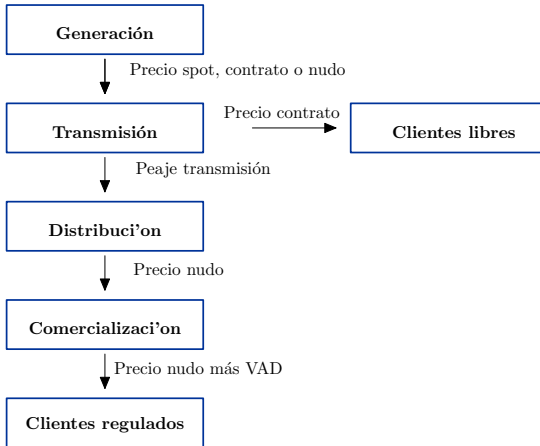 Generación
Precio spot, contrato o nudo
Precio contrato
Transmisión
Clientes libres
Peaje transmisión
Distribuci'on
Precio nudo
Comercializaci'on
Precio nudo más VAD
Clientes regulados